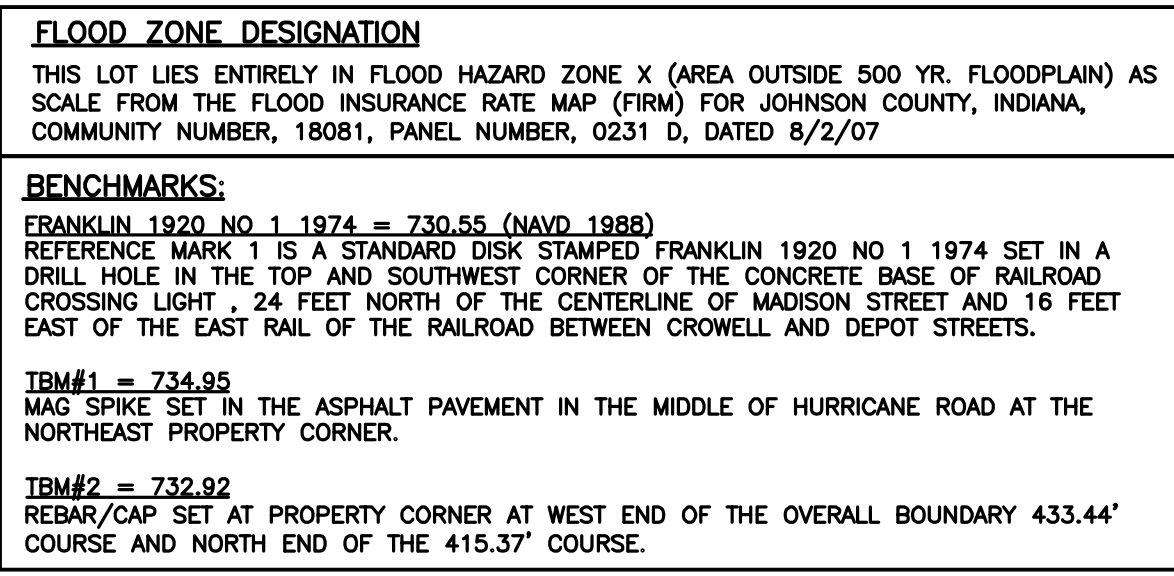 FLOOD ZONE DESIGNATION
THIS LOT LIES ENTIRELY IN FLOOD HAZARD ZONE X (AREA OUTSIDE 500 YR. FLOODPLAIN) AS
SCALE FROM THE FLOOD INSURANCE RATE MAP (FIRM) FOR JOHNSON COUNTY, INDIANA,
COMMUNITY NUMBER, 18081, PANEL NUMBER, 0231 D, DATED 8/2/07
BENCHMARKS:
FRANKLIN 1920 NO 1 1974 = 730.55 (NAVD 1988)
REFERENCE MARK 1 IS A STANDARD DISK STAMPED FRANKLIN 1920 NO 1 1974 SET IN A
DRILL HOLE IN THE TOP AND SOUTHWEST CORNER OF THE CONCRETE BASE OF RAILROAD
CROSSING LIGHT , 24 FEET NORTH OF THE CENTERLINE OF MADISON STREET AND 16 FEET
EAST OF THE EAST RAIL OF THE RAILROAD BETWEEN CROWELL AND DEPOT STREETS.
TBM#1 = 734.95
MAG SPIKE SET IN THE ASPHALT PAVEMENT IN THE MIDDLE OF HURRICANE ROAD AT THE
NORTHEAST PROPERTY CORNER.
TBM#2 = 732.92
REBAR/CAP SET AT PROPERTY CORNER AT WEST END OF THE OVERALL BOUNDARY 433.44'
COURSE AND NORTH END OF THE 415.37' COURSE.